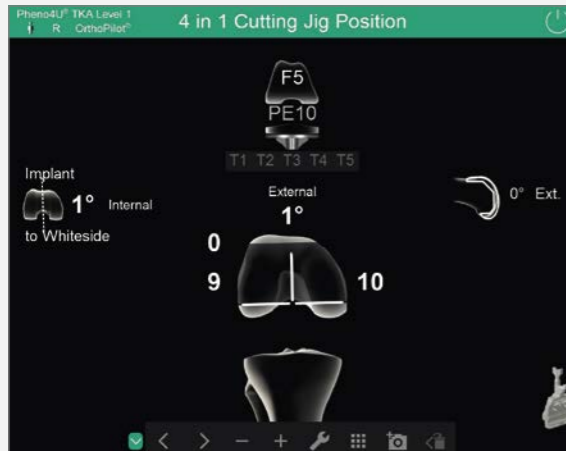 Pheno4U® TKA Level 1
R OrthoPilot®
4 in 1 Cutting Jig Position
F5
PE10
T1 T2 T3 T4 T5
Implant
1° Internal
to Whiteside
External
1°
0° Ext.
0
9
10